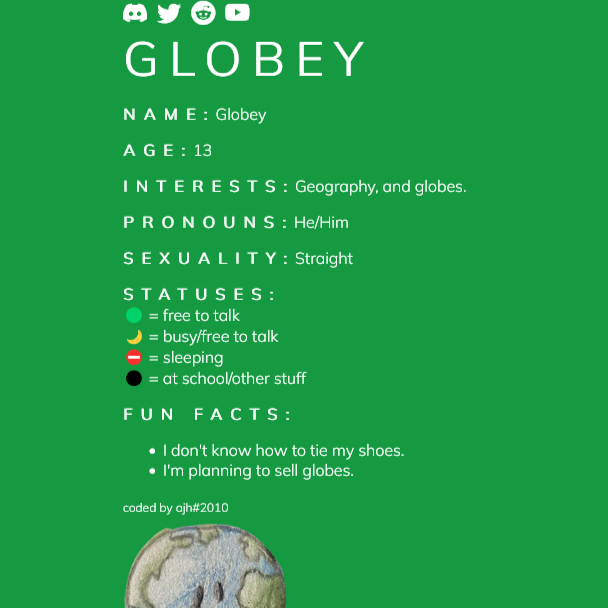 GLOBEY
NAME: Globey
AGE: 13
INTERESTS: Geography, and globes.
PRONOUNS: He/Him
SEXUALITY: Straight
STATUSES:
= free to talk
= busy/free to talk
= sleeping
= at school/other stuff
FUN FACTS:
I don't know how to tie my shoes.
I'm planning to sell globes.
coded by ajh#2010